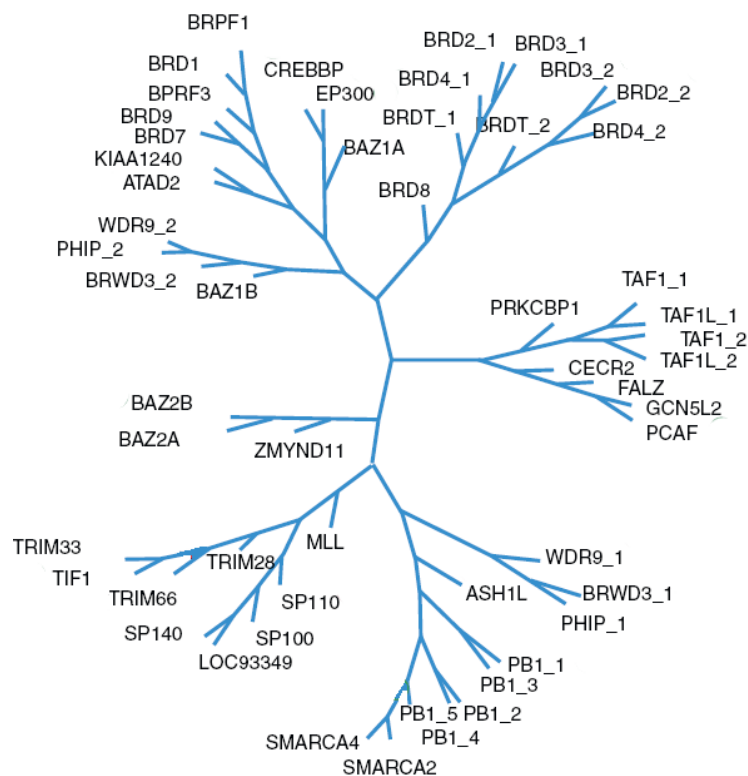 BRPF1
BRD1
BPRF3
BRD9
BRD7
KIAA1240
ATAD2
CREBBP
EP300
BAZ1A
WDR9_2
PHIP_2
BRWD3_2
BAZ1B
BRD2_1
BRD3_1
BRD4_1
BRD3_2
BRD2_2
BRDT_1
BRDT_2
BRD4_2
BRD8
TAF1_1
PRKCBP1
TAF1L_1
TAF1_2
TAF1L_2
CECR2
FALZ
GCN5L2
PCAF
BAZ2B
BAZ2A
ZMYND11
MLL
TRIM33
TIF1
TRIM28
TRIM66
SP110
SP140
SP100
LOC93349
WDR9_1
ASH1L
BRWD3_1
PHIP_1
PB1_1
PB1_3
PB1_5
PB1_2
PB1_4
SMARCA4
SMARCA2